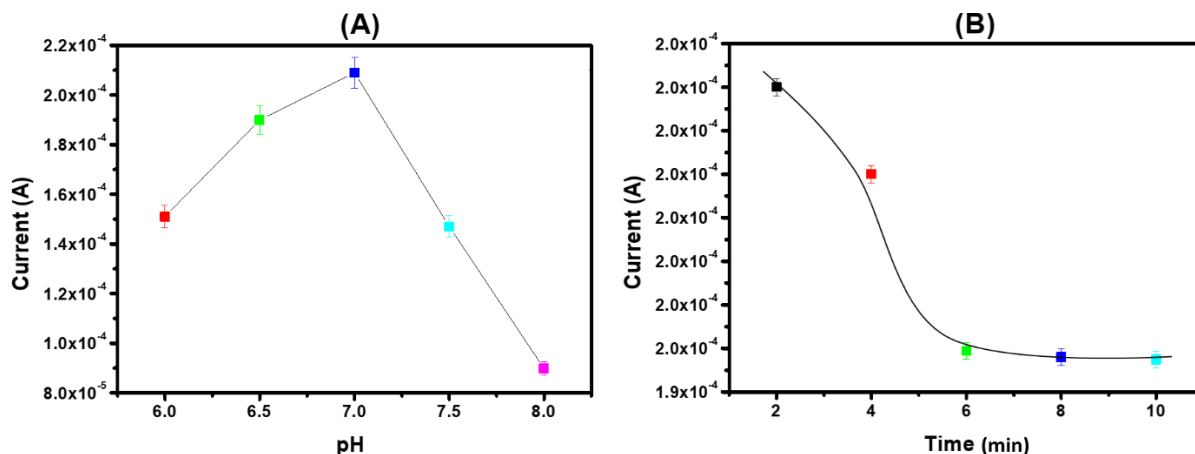 (A)
2.2x10⁻⁴
2.0x10⁻⁴
1.8x10⁻⁴
1.6x10⁻⁴
1.4x10⁻⁴
1.2x10⁻⁴
1.0x10⁻⁴
8.0x10⁻⁵
Current (A)
6.0 6.5 7.0 7.5 8.0
pH
(B)
2.0x10⁻⁴
2.0x10⁻⁴
2.0x10⁻⁴
2.0x10⁻⁴
2.0x10⁻⁴
2.0x10⁻⁴
2.0x10⁻⁴
2.0x10⁻⁴
1.9x10⁻⁴
Current (A)
2 4 6 8 10
Time (min)